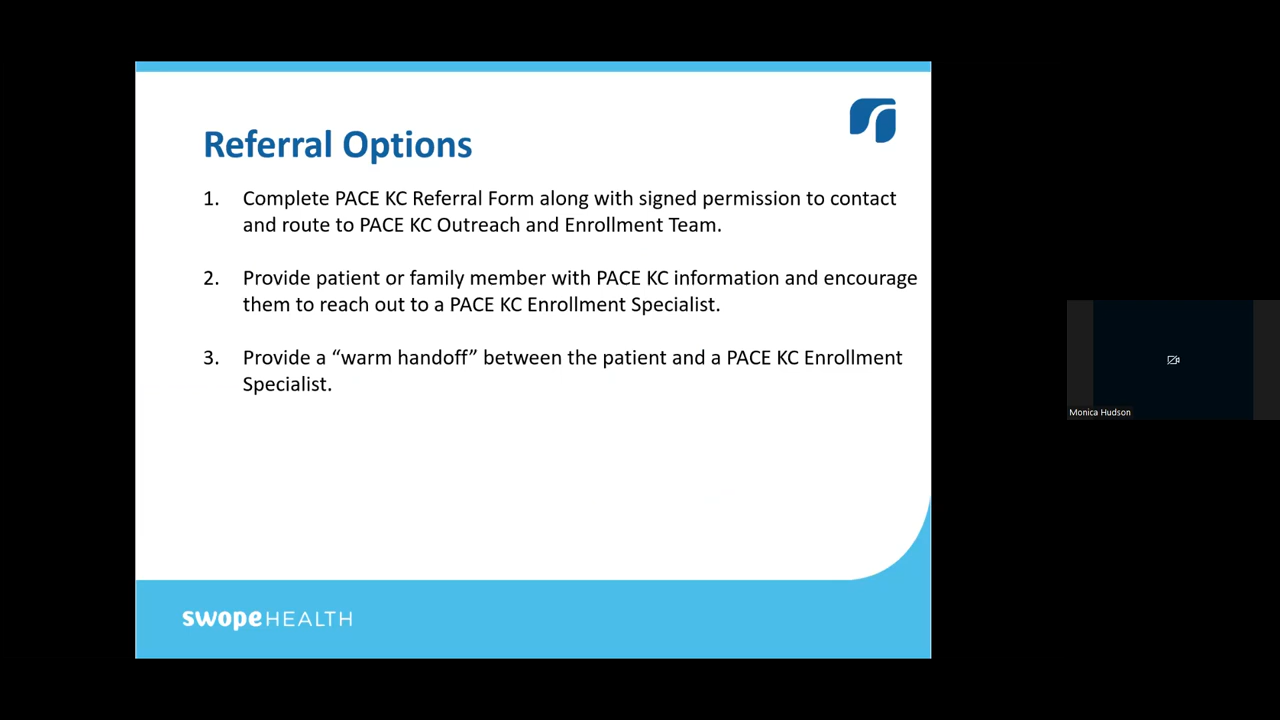 Referral Options
1. Complete PACE KC Referral Form along with signed permission to contact
and route to PACE KC Outreach and Enrollment Team.
2. Provide patient or family member with PACE KC information and encourage
them to reach out to a PACE KC Enrollment Specialist.
3. Provide a “warm handoff” between the patient and a PACE KC Enrollment
Specialist.
Monica Hudson
swope HEALTH